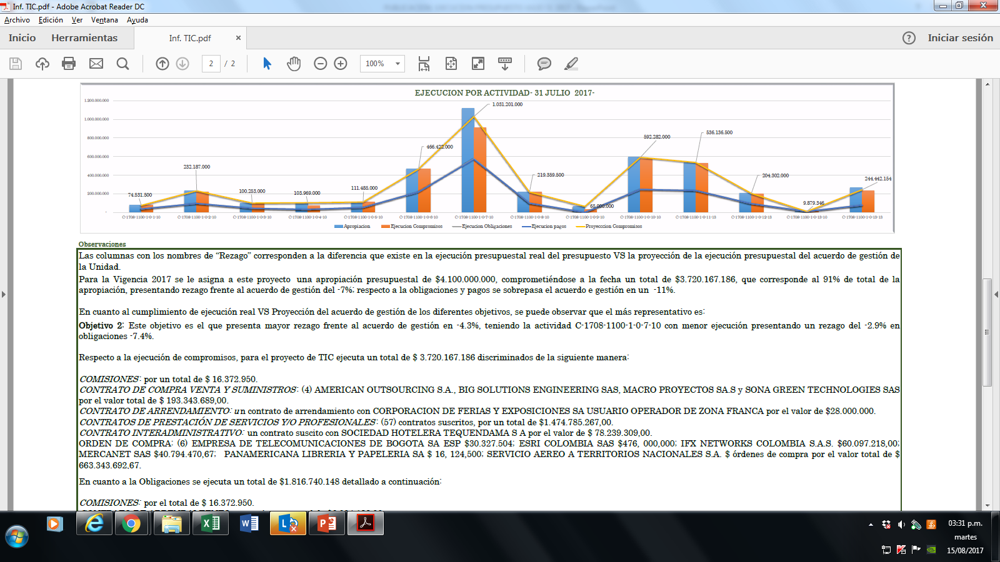 Inf. TIC.pdf - Adobe Acrobat Reader DC
Archivo Edición Ver Ventana Ayuda
Inicio Herramientas Inf. TIC.pdf × ? Iniciar sesión
2 / 2 100%
EJECUCION POR ACTIVIDAD- 31 JULIO 2017-
1.200.000.000
1.000.000.000
800.000.000
600.000.000
400.000.000
200.000.000
-
74.531.500
232.187.000
100.253.000
103.969.000
111.485.000
466.422.000
1.031.201.000
219.359.500
65.000.000
592.282.000
536.136.500
204.302.000
9.879.346
244.442.154
C-1708-1100-1-0-1-10 C-1708-1100-1-0-2-10 C-1708-1100-1-0-3-10 C-1708-1100-1-0-4-10 C-1708-1100-1-0-5-10 C-1708-1100-1-0-6-10 C-1708-1100-1-0-7-10 C-1708-1100-1-0-8-10 C-1708-1100-1-0-9-10 C-1708-1100-1-0-10-10 C-1708-1100-1-0-11-13 C-1708-1100-1-0-12-13 C-1708-1100-1-0-13-10 C-1708-1100-1-0-13-13
Apropiacion Ejecucion Compromisos Ejecucion Obligaciones Ejecucion pagos Proyeccion Compromisos
Observaciones
Las columnas con los nombres de “Rezago” corresponden a la diferencia que existe en la ejecución presupuestal real del presupuesto VS la proyección de la ejecución presupuestal del acuerdo de gestión de
la Unidad.
Para la Vigencia 2017 se le asigna a este proyecto una apropiación presupuestal de $4.100.000.000, comprometiéndose a la fecha un total de $3.720.167.186, que corresponde al 91% de total de la
apropiación, presentando rezago frente al acuerdo de gestión del -7%; respecto a la obligaciones y pagos se sobrepasa el acuerdo e gestión en un -11%.
En cuanto al cumplimiento de ejecución real VS Proyección del acuerdo de gestión de los diferentes objetivos, se puede observar que el más representativo es:
Objetivo 2: Este objetivo es el que presenta mayor rezago frente al acuerdo de gestión en -4.3%, teniendo la actividad C-1708-1100-1-0-7-10 con menor ejecución presentando un rezago del -2.9% en
obligaciones -7.4%.
Respecto a la ejecución de compromisos, para el proyecto de TIC ejecuta un total de $ 3.720.167.186 discriminados de la siguiente manera:
COMISIONES: por un total de $ 16.372.950.
CONTRATO DE COMPRA VENTA Y SUMINISTROS: (4) AMERICAN OUTSOURCING S.A., BIG SOLUTIONS ENGINEERING SAS, MACRO PROYECTOS SA.S y SONA GREEN TECHNOLOGIES SAS
por el valor total de $ 193.343.689,00.
CONTRATO DE ARRENDAMIENTO: un contrato de arrendamiento con CORPORACION DE FERIAS Y EXPOSICIONES SA USUARIO OPERADOR DE ZONA FRANCA por el valor de $28.000.000.
CONTRATOS DE PRESTACIÓN DE SERVICIOS Y/O PROFESIONALES: (57) contratos suscritos, por un total de $1.474.785.267,00.
CONTRATO INTERADMINISTRATIVO: un contrato suscito con SOCIEDAD HOTELERA TEQUENDAMA S A por el valor de $ 78.239.309,00.
ORDEN DE COMPRA: (6) EMPRESA DE TELECOMUNICACIONES DE BOGOTA SA ESP $30.327.504; ESRI COLOMBIA SAS $476, 000,000; IFX NETWORKS COLOMBIA S.A.S. $60.097.218,00;
MERCANET SAS $40.794.470,67; PANAMERICANA LIBRERIA Y PAPELERIA SA $ 16, 124,500; SERVICIO AEREO A TERRITORIOS NACIONALES S.A. $ órdenes de compra por el valor total de $
663.343.692,67.
En cuanto a la Obligaciones se ejecuta un total de $1.816.740.148 detallado a continuación:
COMISIONES: por el total de $ 16.372.950.
03:31 p.m.
martes
15/08/2017